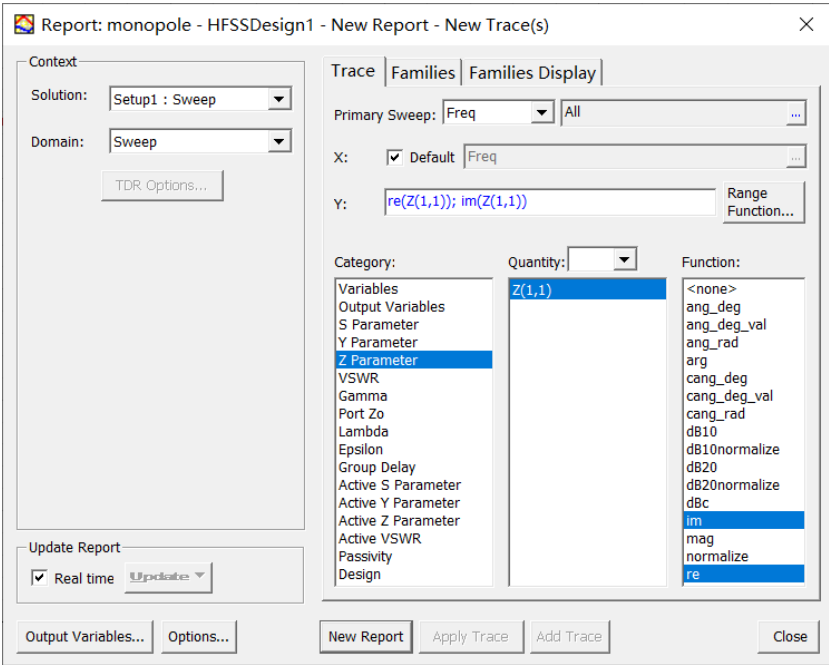 Report: monopole - HFSSDesign1 - New Report - New Trace(s)
Context
Solution: Setup1 : Sweep
Domain: Sweep
TDR Options...
Update Report
Real time Update
Output Variables... Options...
Trace Families Families Display
Primary Sweep: Freq All ...
X: Default Freq ...
Y: re(Z(1,1)); im(Z(1,1)) Range
Function...
Category:
Variables
Output Variables
S Parameter
Y Parameter
Z Parameter
VSWR
Gamma
Port Zo
Lambda
Epsilon
Group Delay
Active S Parameter
Active Y Parameter
Active Z Parameter
Active VSWR
Passivity
Design
Quantity:
Z(1,1)
Function:
<none>
ang_deg
ang_deg_val
ang_rad
arg
cang_deg
cang_deg_val
cang_rad
dB10
dB10normalize
dB20
dB20normalize
dBc
im
mag
normalize
re
New Report Apply Trace Add Trace Close